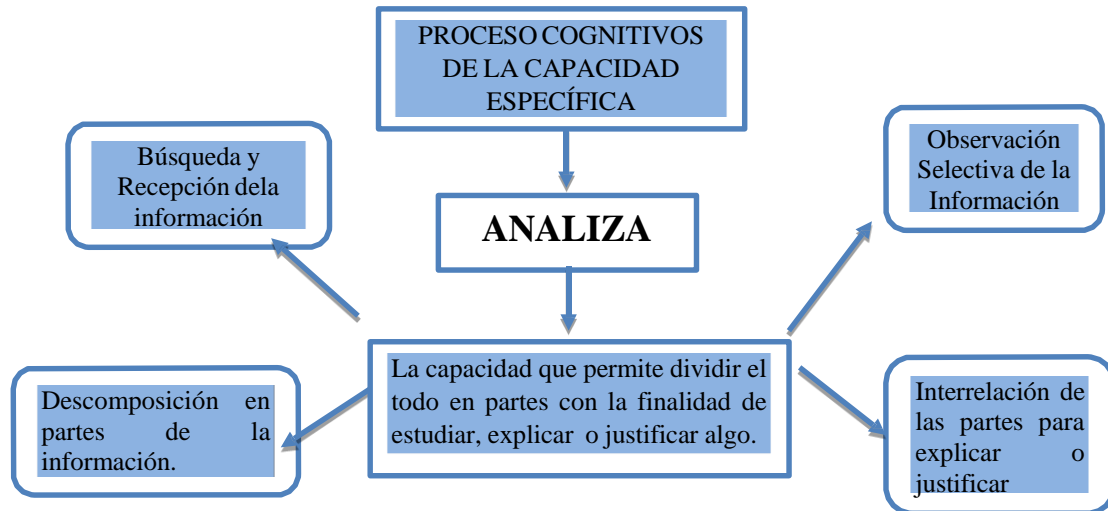 PROCESO COGNITIVOS
DE LA CAPACIDAD
ESPECÍFICA
Búsqueda y
Recepción dela
información
Observación
Selectiva de la
Información
ANALIZA
La capacidad que permite dividir el
todo en partes con la finalidad de
estudiar, explicar o justificar algo.
Descomposición en
partes de la
información.
Interrelación de
las partes para
explicar o
justificar